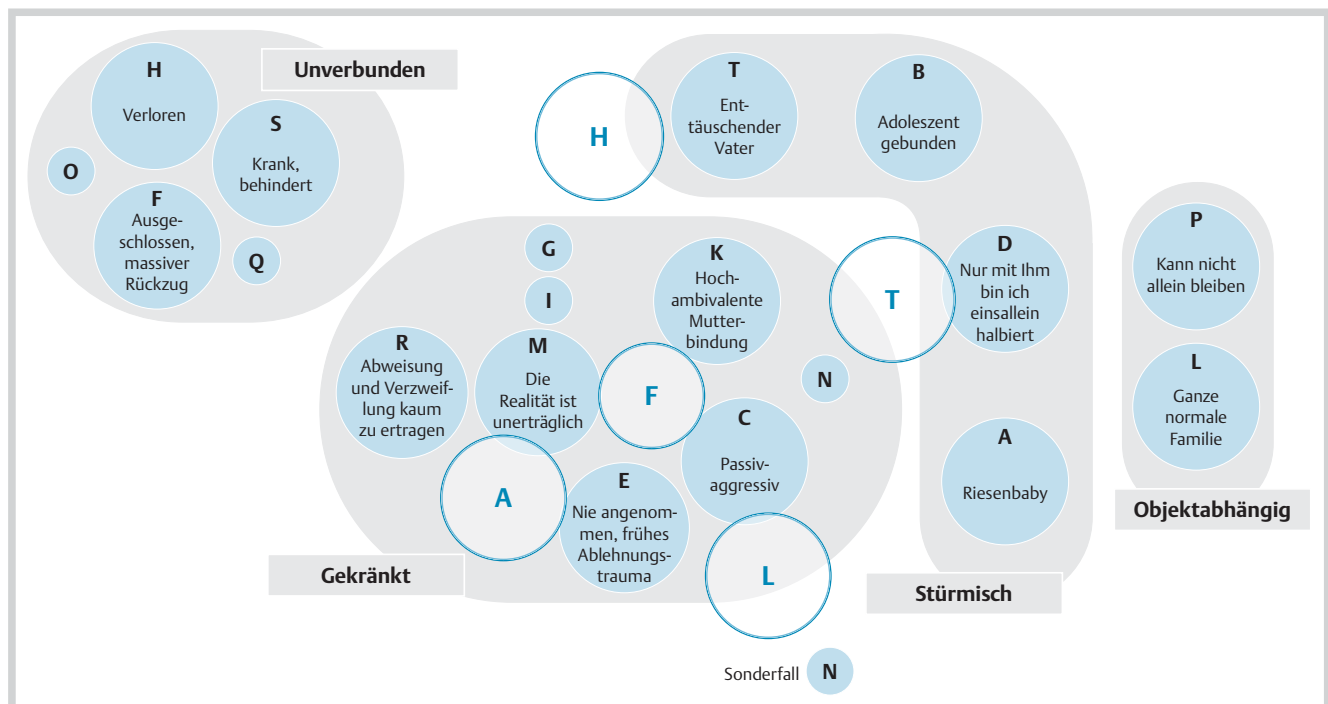 Unverbunden
H
Verloren
S
Krank,
behindert
O
F
Ausge-
schlossen,
massiver
Rückzug
Q
H
T
Ent-
täuschender
Vater
B
Adoleszent
gebunden
T
D
Nur mit Ihm
bin ich
einsallein
halbiert
A
Riesenbaby
Stürmisch
P
Kann nicht
allein bleiben
L
Ganze
normale
Familie
Objektabhängig
G
I
K
Hoch-
ambivalente
Mutter-
bindung
R
Abweisung
und Verzweif-
lung kaum
zu ertragen
M
Die
Realität ist
unerträglich
F
N
C
Passiv-
aggressiv
A
E
Nie angenom-
men, frühes
Ablehnungs-
trauma
L
Gekränkt
Sonderfall N